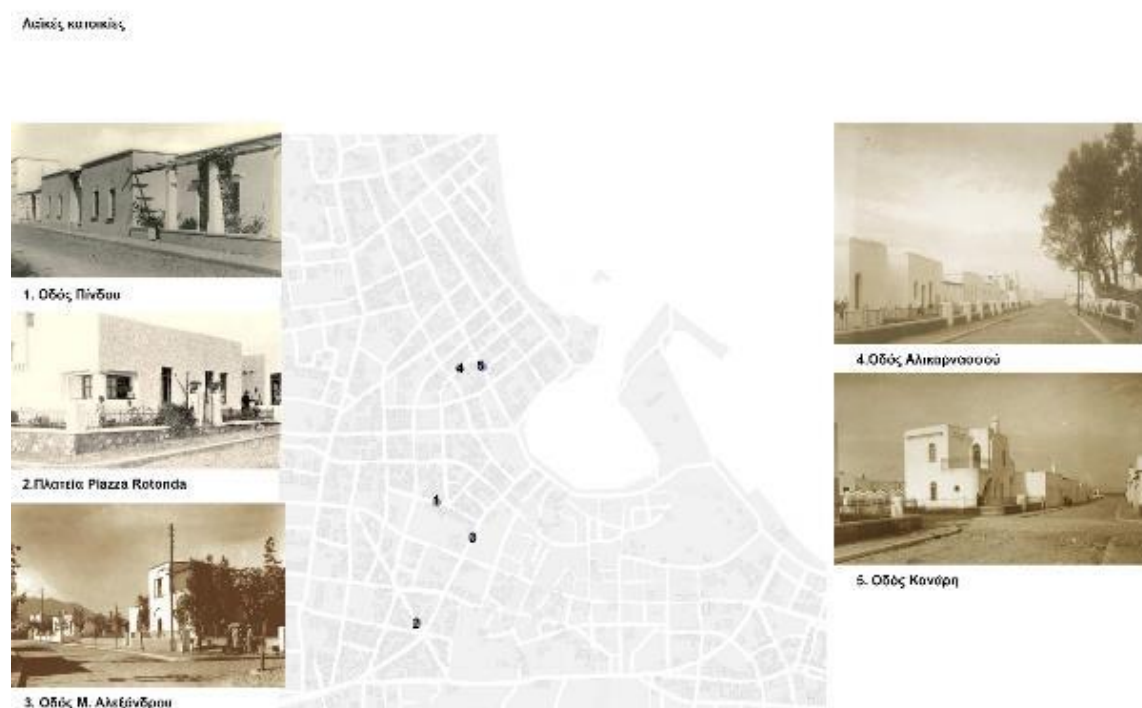 Λαϊκές κατοικίες
1. Οδός Πίνδου
2.Πλατεία Piazza Rotonda
3. Οδός Μ. Αλεξάνδρου
4.Οδός Αλικαρνασσού
5. Οδός Κανάρη
4 5
1
3
2